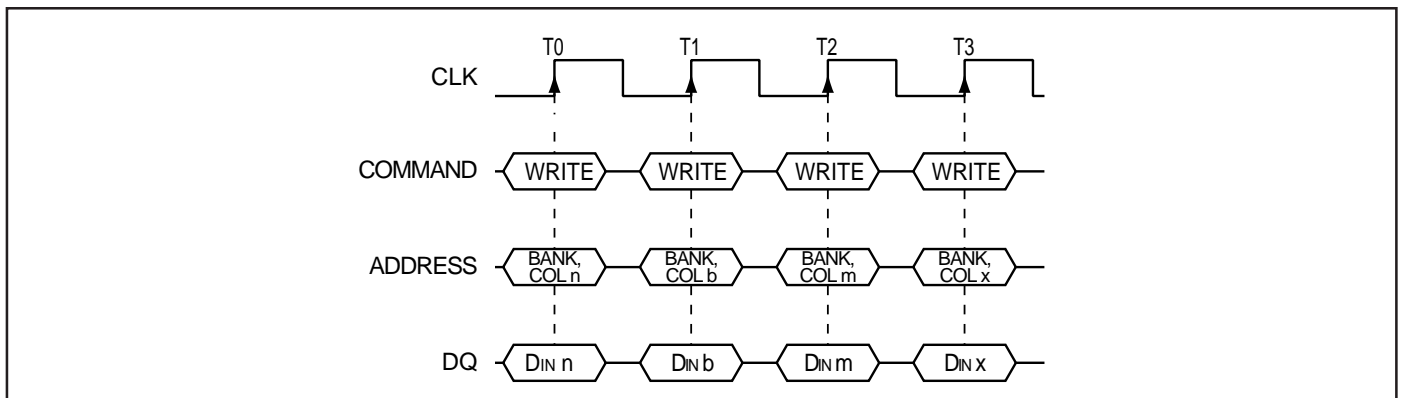 T0 T1 T2 T3
CLK
COMMAND WRITE WRITE WRITE WRITE
ADDRESS BANK, COL n BANK, COL b BANK, COL m BANK, COL x
DQ DIN n DIN b DIN m DIN x